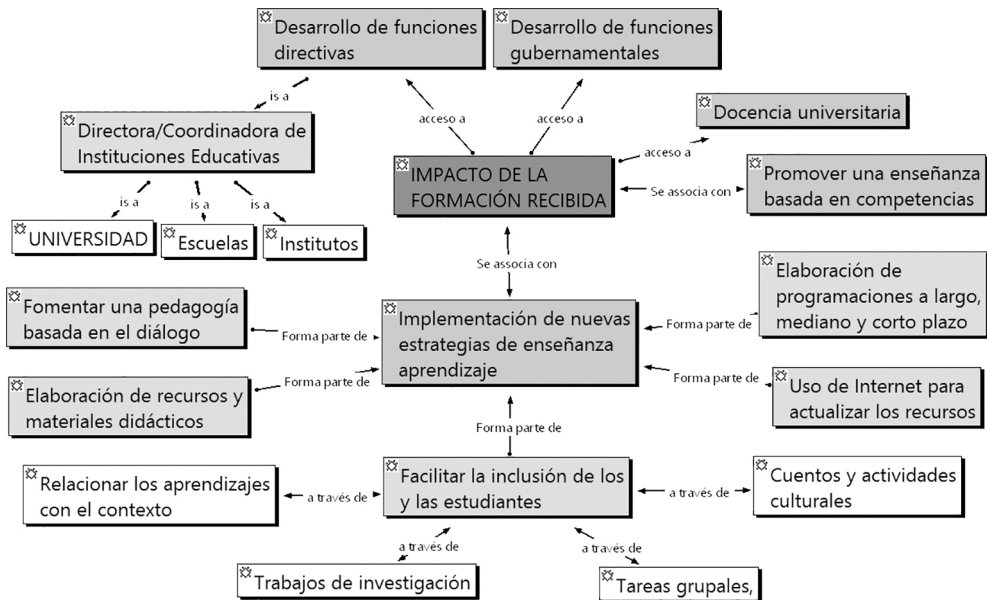 Desarrollo de funciones
directivas
Desarrollo de funciones
gubernamentales
is a
acceso a
acceso a
Docencia universitaria
acceso a
Directora/Coordinadora de
Instituciones Educativas
IMPACTO DE LA
FORMACIÓN RECIBIDA
Se associa con
Promover una enseñanza
basada en competencias
is a
is a
is a
UNIVERSIDAD
Escuelas
Institutos
Se associa con
Elaboración de
programaciones a largo,
mediano y corto plazo
Fomentar una pedagogía
basada en el diálogo
Forma parte de
Implementación de nuevas
estrategias de enseñanza
aprendizaje
Forma parte de
Elaboración de recursos y
materiales didácticos
Forma parte de
Forma parte de
Uso de Internet para
actualizar los recursos
Forma parte de
Relacionar los aprendizajes
con el contexto
a través de
Facilitar la inclusión de los
y las estudiantes
a través de
Cuentos y actividades
culturales
a través de
a través de
Trabajos de investigación
Tareas grupales,